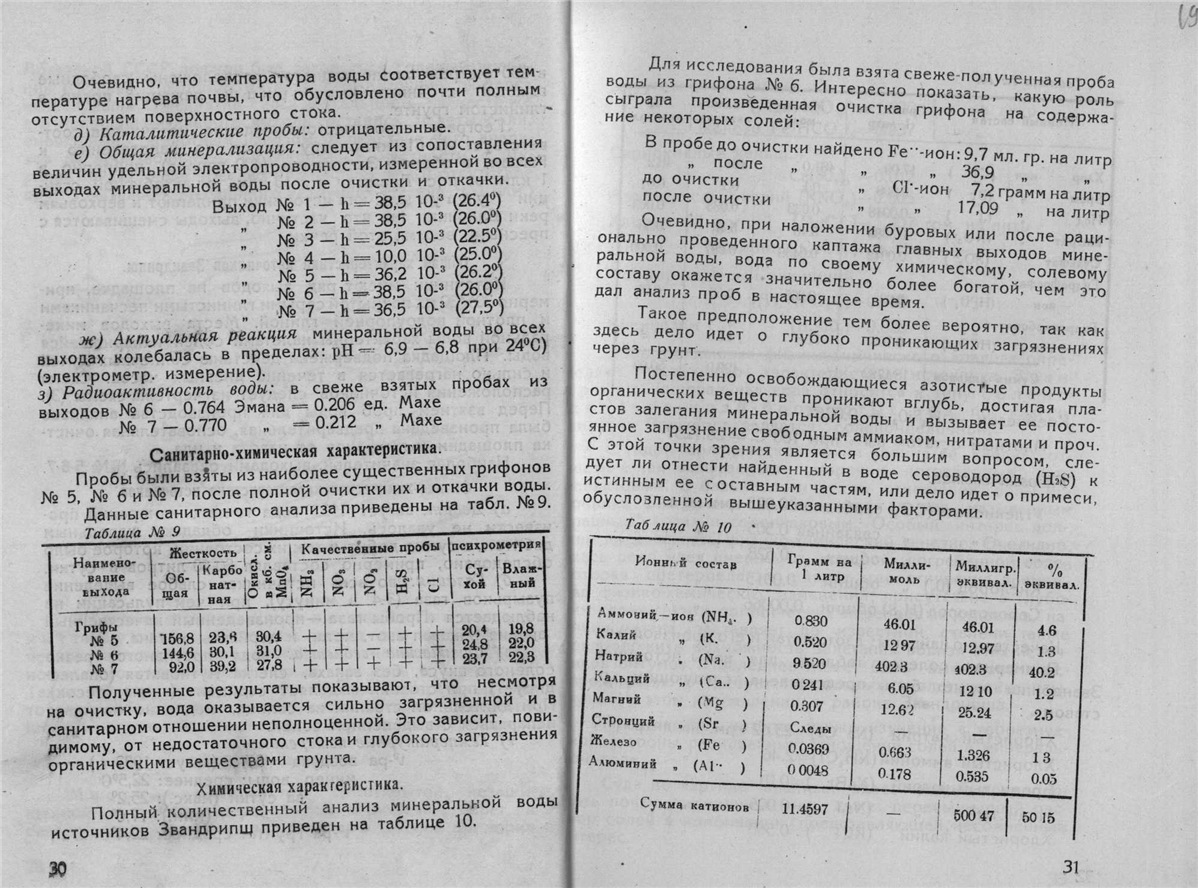 Очевидно, что температура воды соответствует тем-
пературе нагрева почвы, что обусловлено почти полным
отсутствием поверхностного стока.
д) Каталитические пробы: отрицательные.
е) Общая минерализация: следует из сопоставления
величин удельной электропроводности, измеренной во всех
выходах минеральной воды после очистки и откачки.
Выход № 1 — h = 38,5 10-³ (26.4⁰)
„ № 2 — h = 38,5 10-³ (26.0⁰)
„ № 3 — h = 25,5 10-³ (22.5⁰)
„ № 4 — h = 10,0 10-³ (25.0⁰)
„ № 5 — h = 36,2 10-³ (26.2⁰)
„ № 6 — h = 38,5 10-³ (26.0⁰)
„ № 7 — h = 36,5 10-³ (27,5⁰)
ж) Актуальная реакция минеральной воды во всех
выходах колебалась в пределах: pH = 6,9 — 6,8 при 24⁰С)
(электрометр. измерение).
з) Радиоактивность воды: в свеже взятых пробах из
выходов № 6 — 0.764 Эмана = 0.206 ед. Махе
№ 7 — 0.770 „ = 0.212 „ Махе
Санитарно-химическая характеристика.
Пробы были взяты из наиболее существенных грифонов
№ 5, № 6 и № 7, после полной очистки их и откачки воды.
Данные санитарного анализа приведены на табл. № 9.
Таблица № 9
Наимено-
вание
выхода
Жесткость
Об-
щая
Карбо
нат-
ная
Окисл.
в кб. см.
MnO₄
Качественные пробы
NH₃
NO₃
NO₂
H₂S
Cl
психрометрия
Су-
хой
Влаж-
ный
Грифы
№ 5 156,8 23,8 30,4 + + — + + 20,4 19,8
№ 6 144,6 30,1 31,0 + + — + + 24,8 22,0
№ 7 92,0 39,2 27,8 + + + + + 23,7 22,3
Полученные результаты показывают, что несмотря
на очистку, вода оказывается сильно загрязненной и в
санитарном отношении неполноценной. Это зависит, пови-
димому, от недостаточного стока и глубокого загрязнения
органическими веществами грунта.
Химическая характеристика.
Полный количественный анализ минеральной воды
источников Звандрипш приведен на таблице 10.
30
Для исследования была взята свеже-полученная проба
воды из грифона № 6. Интересно показать, какую роль
сыграла произведенная очистка грифона на содержа-
ние некоторых солей:
В пробе до очистки найдено Fe··-ион: 9,7 мл. гр. на литр
„ после „ „ „ 36,9 „ „
до очистки „ Cl'-ион 7,2 грамм на литр
после очистки „ „ 17,09 „ на литр
Очевидно, при наложении буровых или после раци-
онально проведенного каптажа главных выходов мине-
ральной воды, вода по своему химическому, солевому
составу окажется значительно более богатой, чем это
дал анализ проб в настоящее время.
Такое предположение тем более вероятно, так как
здесь дело идет о глубоко проникающих загрязнениях
через грунт.
Постепенно освобождающиеся азотистые продукты
органических веществ проникают вглубь, достигая пла-
стов залегания минеральной воды и вызывает ее посто-
янное загрязнение свободным аммиаком, нитратами и проч.
С этой точки зрения является большим вопросом, сле-
дует ли отнести найденный в воде сероводород (H₂S) к
истинным ее составным частям, или дело идет о примеси,
обусловленной вышеуказанными факторами.
Таблица № 10
Ионный состав
Грамм на
1 литр
Милли-
моль
Миллигр.
эквивал.
%
эквивал.
Аммоний.—ион (NH₄. ) 0.830 46.01 46.01 4.6
Калий „ (K. ) 0.520 12 97 12,97 1.3
Натрий „ (Na. ) 9 520 402 3 402.3 40.2
Кальций „ (Ca.. ) 0 241 6.05 12 10 1.2
Магний „ (Mg ) 0.307 12.62 25.24 2.5
Стронций „ (Sr ) Следы — — —
Железо „ (Fe ) 0.0369 0.663 1.326 1 3
Алюминий „ (Al·· ) 0 0048 0.178 0.535 0.05
Сумма катионов 11.4597 — 500 47 50 15
31